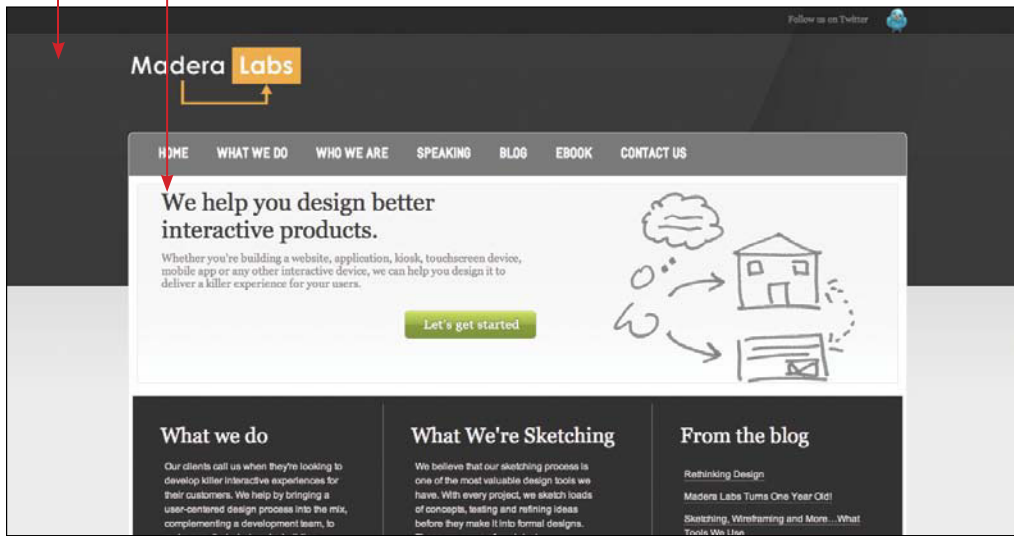 Follow us on Twitter
Madera Labs
HOME WHAT WE DO WHO WE ARE SPEAKING BLOG EBOOK CONTACT US
We help you design better
interactive products.
Whether you're building a website, application, kiosk, touchscreen device,
mobile app or any other interactive device, we can help you design it to
deliver a killer experience for your users.
Let's get started
What we do
Our clients call us when they're looking to
develop killer interactive experiences for
their customers. We help by bringing a
user-centered design process into the mix,
complementing a development team, to
What We're Sketching
We believe that our sketching process is
one of the most valuable design tools we
have. With every project, we sketch loads
of concepts, testing and refining ideas
before they make it into formal designs.
From the blog
Rethinking Design
Madera Labs Turns One Year Old!
Sketching, Wireframing and More...What
Tools We Use